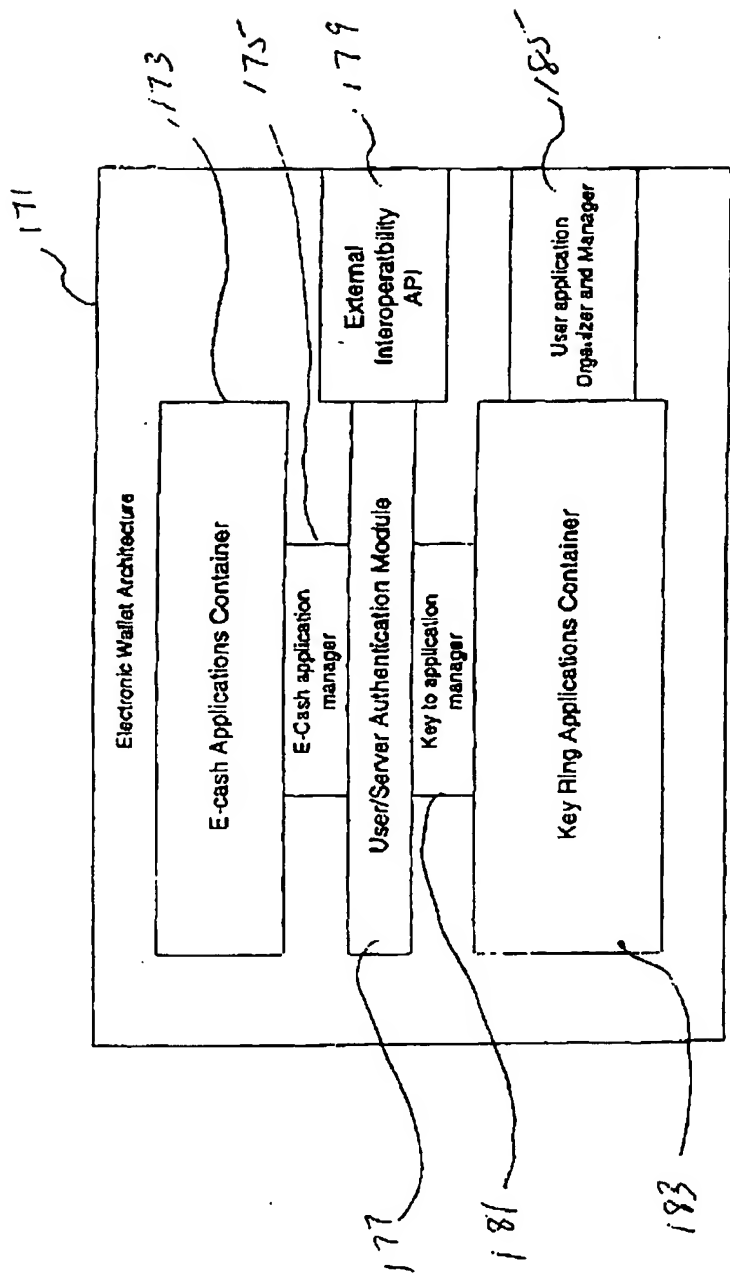 171
173
175
179
185
Electronic Wallet Architecture
E-cash Applications Container
E-Cash application
manager
User/Server Authentication Module
External
Interoperatbility
API
Key to application
manager
Key Ring Applications Container
User application
Organizer and Manager
177
181
183